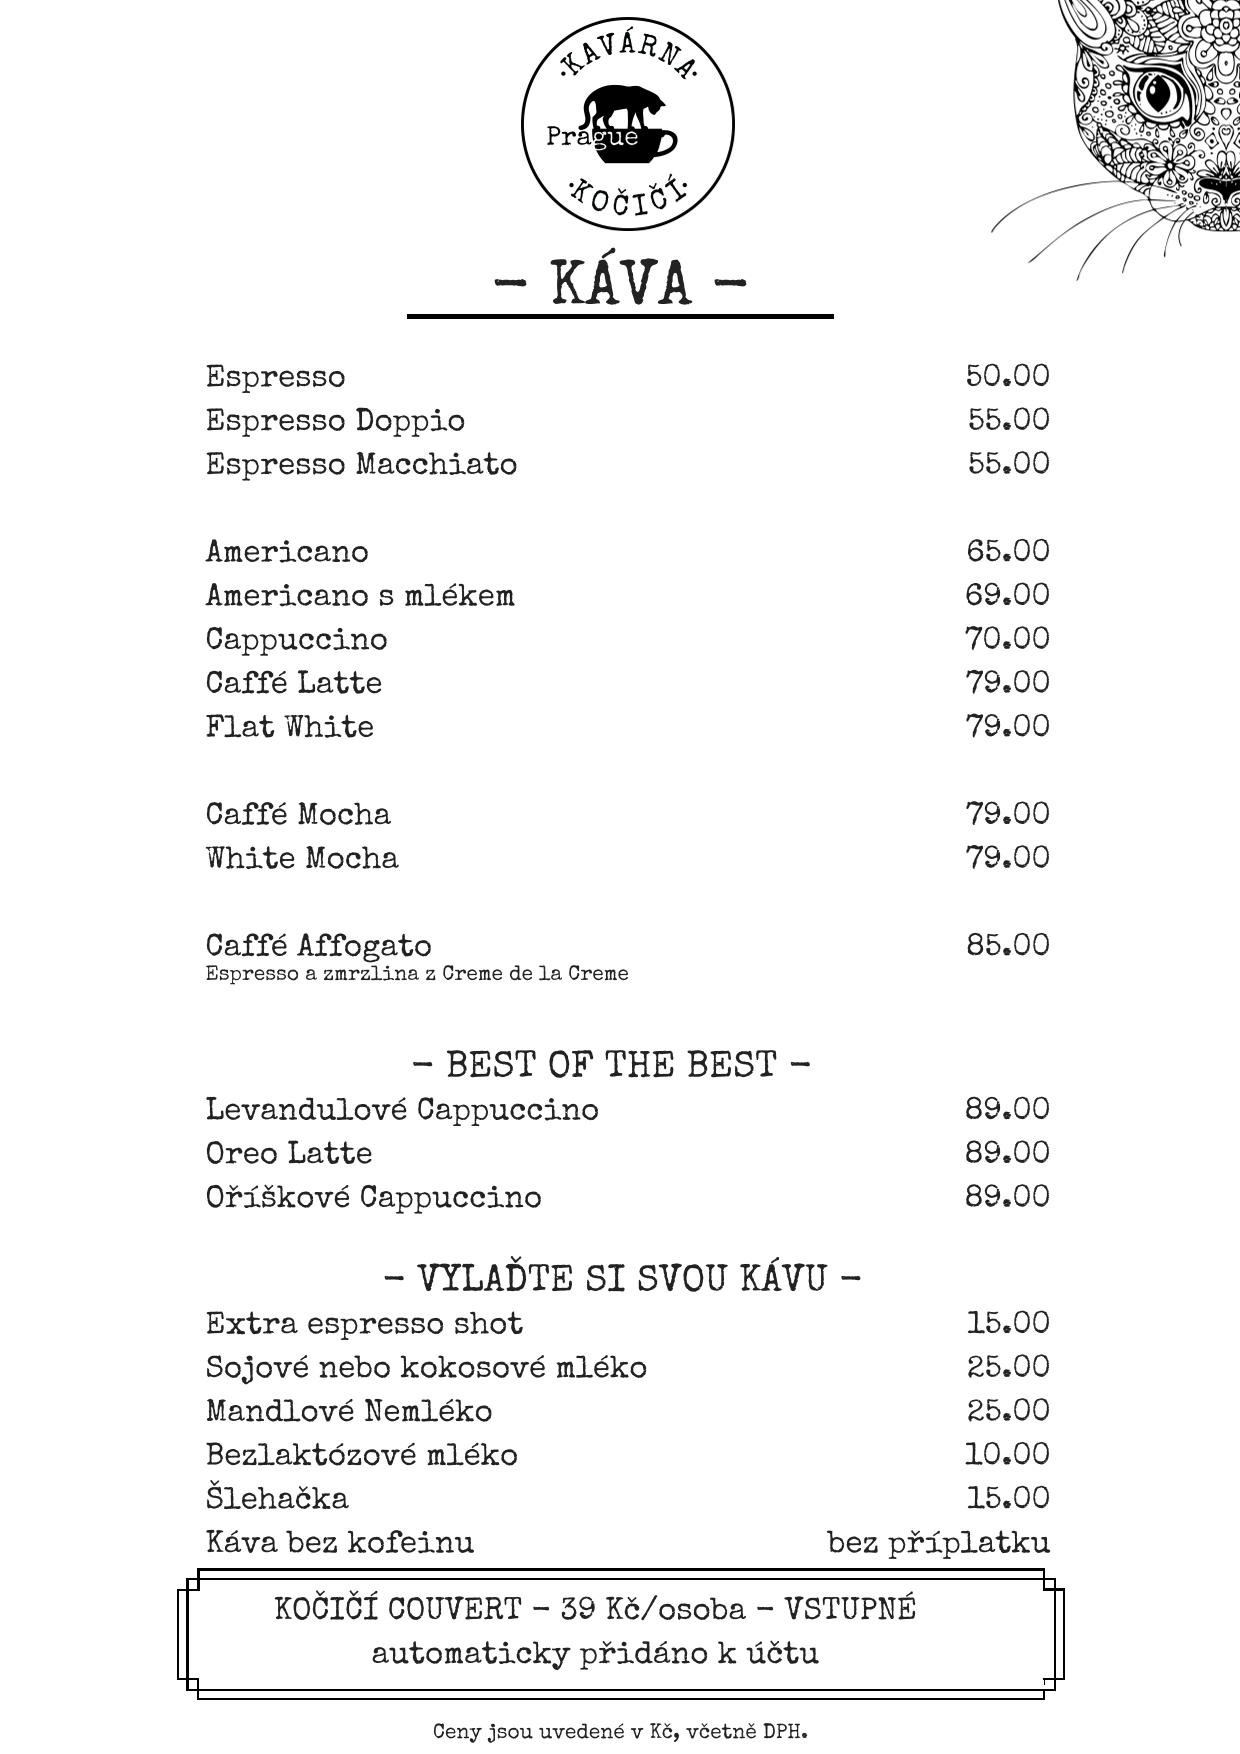 ·KAVÁRNA·
Prague
·KOČIČÍ·
– KÁVA –
Espresso 50.00
Espresso Doppio 55.00
Espresso Macchiato 55.00
Americano 65.00
Americano s mlékem 69.00
Cappuccino 70.00
Caffé Latte 79.00
Flat White 79.00
Caffé Mocha 79.00
White Mocha 79.00
Caffé Affogato 85.00
Espresso a zmrzlina z Creme de la Creme
– BEST OF THE BEST –
Levandulové Cappuccino 89.00
Oreo Latte 89.00
Oříškové Cappuccino 89.00
– VYLAĎTE SI SVOU KÁVU –
Extra espresso shot 15.00
Sojové nebo kokosové mléko 25.00
Mandlové Nemléko 25.00
Bezlaktózové mléko 10.00
Šlehačka 15.00
Káva bez kofeinu bez příplatku
KOČIČÍ COUVERT – 39 Kč/osoba – VSTUPNÉ
automaticky přidáno k účtu
Ceny jsou uvedené v Kč, včetně DPH.